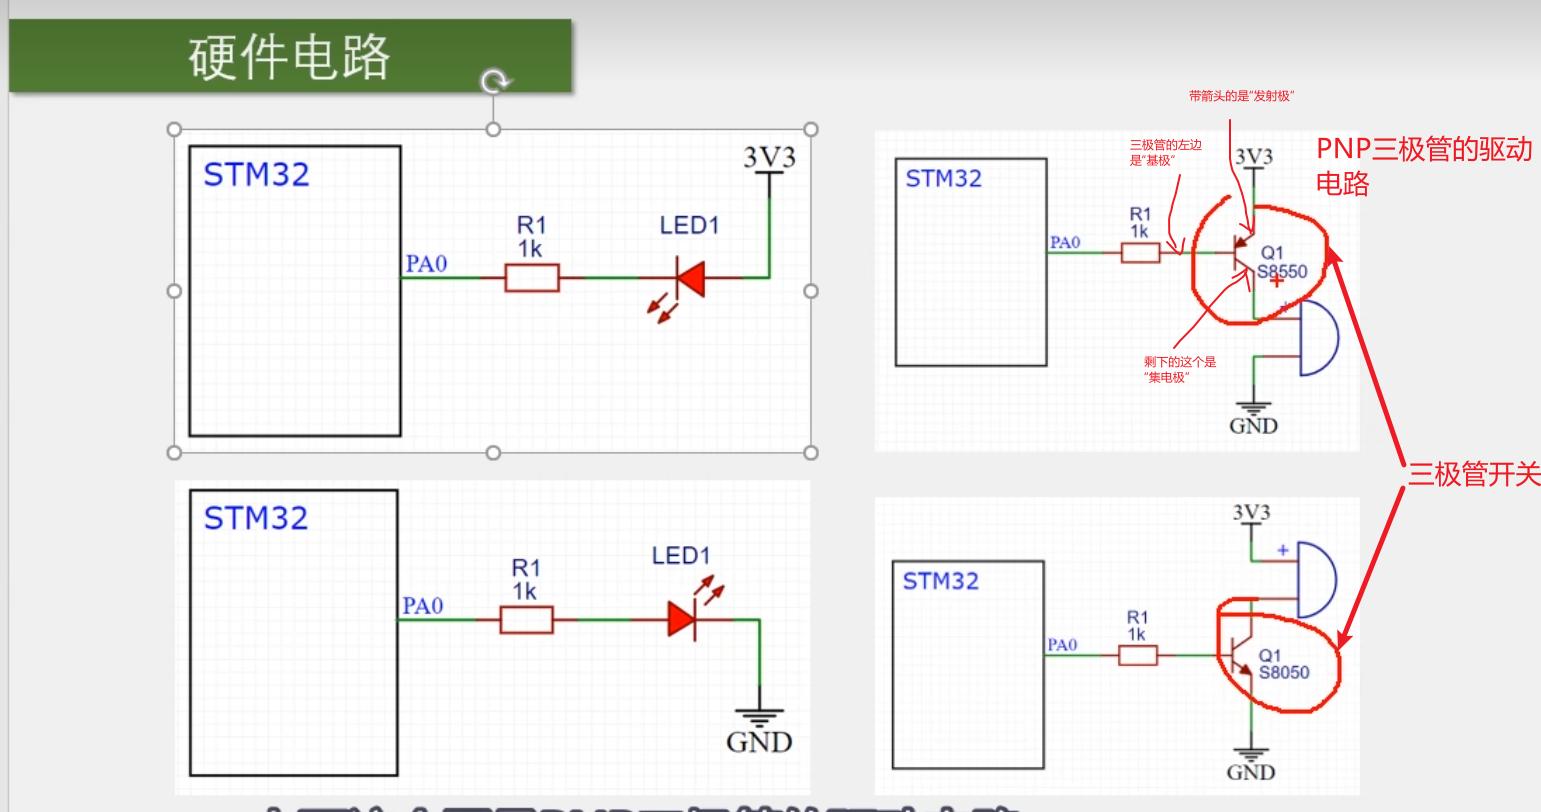 硬件电路
STM32
PA0
R1
1k
LED1
3V3
带箭头的是"发射极"
三极管的左边
是"基极"
3V3
PNP三极管的驱动
电路
STM32
PA0
R1
1k
Q1
S8550
+
剩下的这个是
"集电极"
GND
三极管开关
STM32
PA0
R1
1k
LED1
GND
3V3
+
STM32
PA0
R1
1k
Q1
S8050
GND